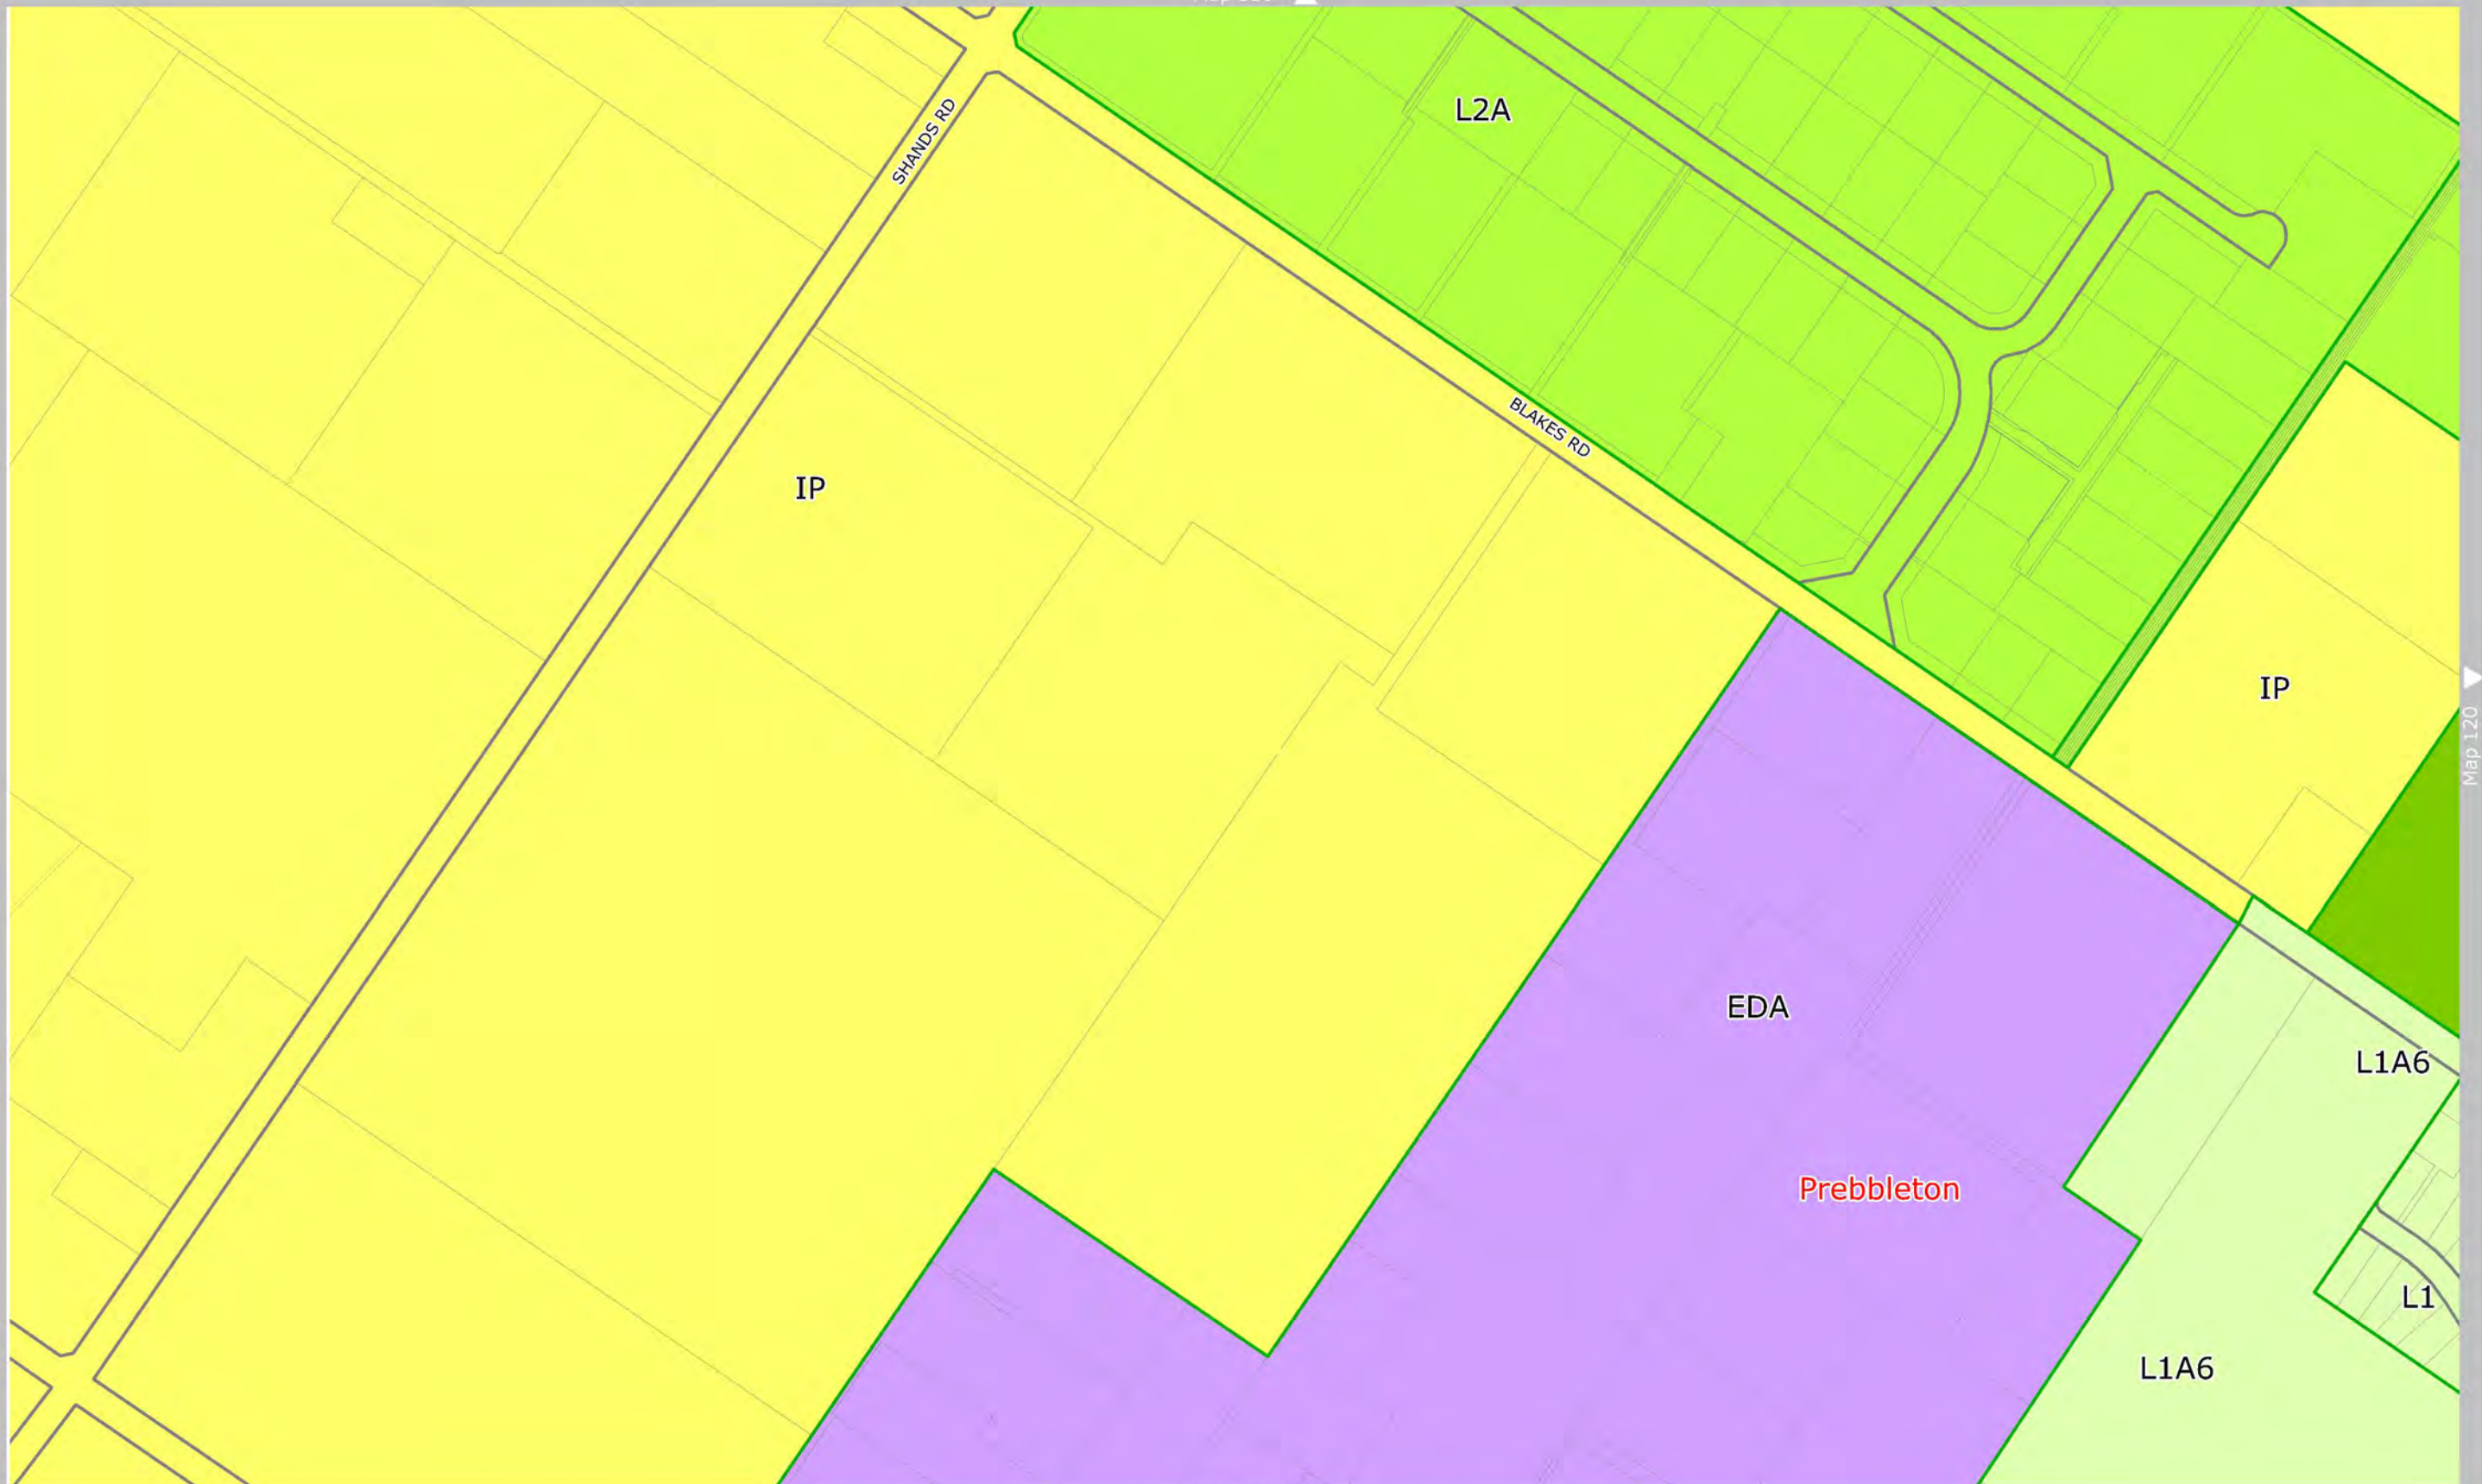 L2A
SHANDS RD
BLAKES RD
IP
IP
Map 120
EDA
L1A6
Prebbleton
L1
L1A6